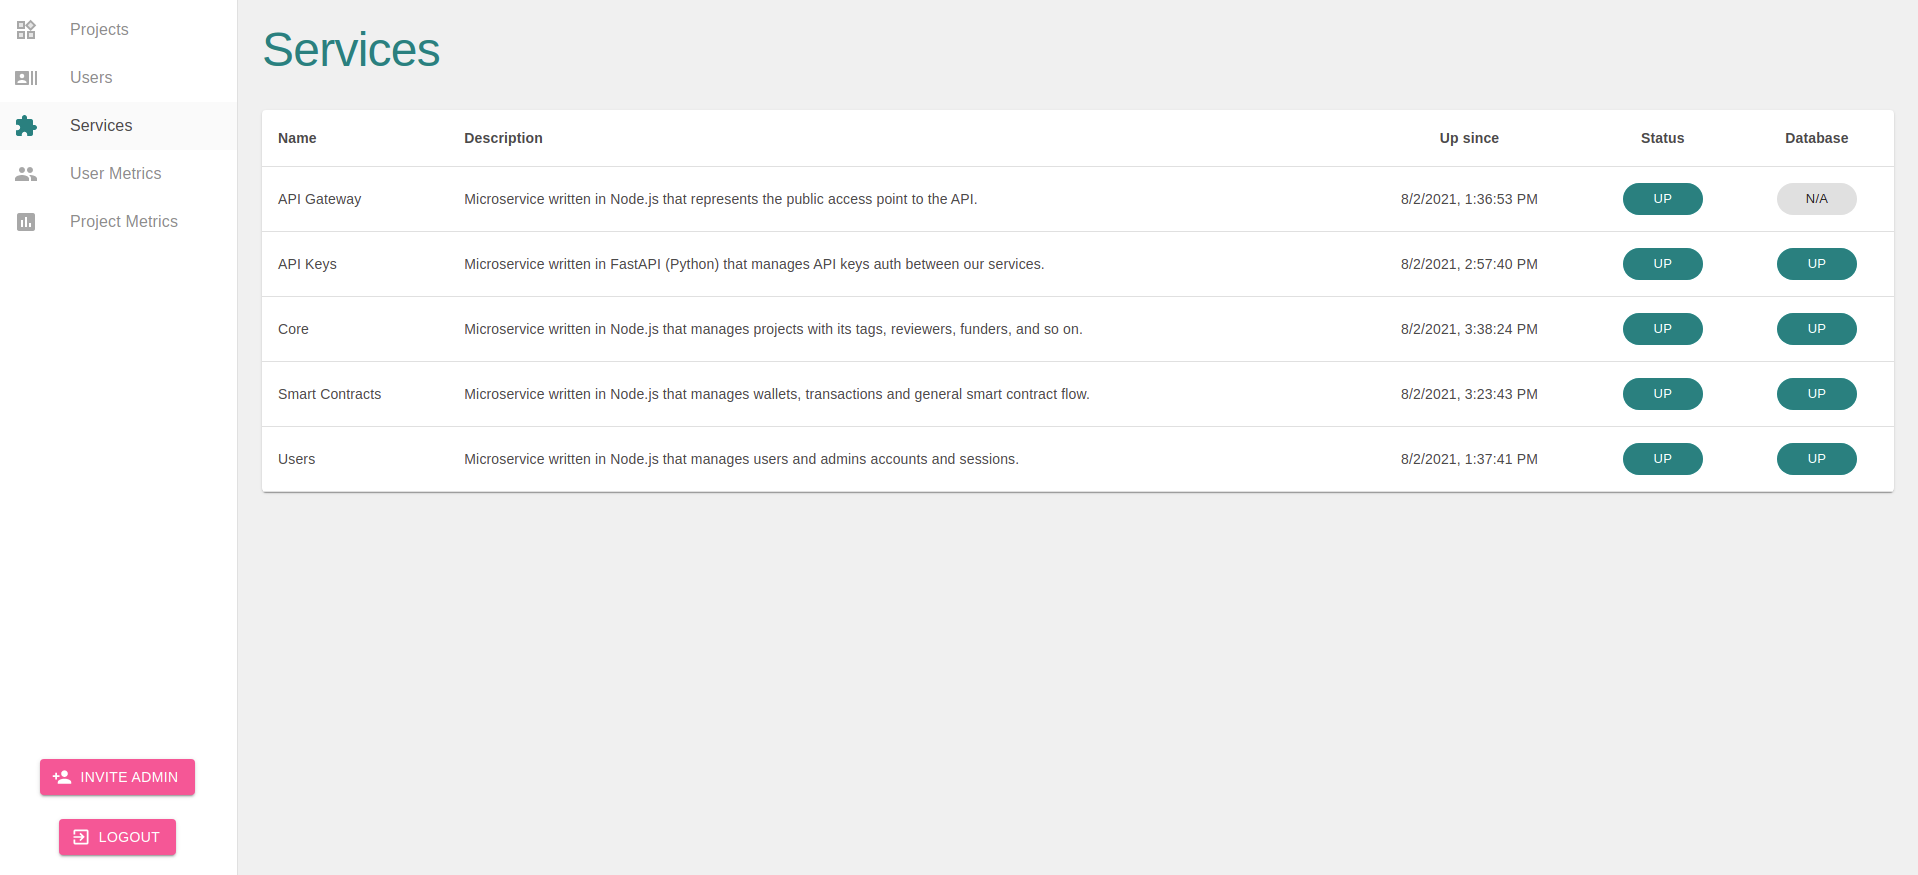 Projects
Users
Services
User Metrics
Project Metrics
INVITE ADMIN
LOGOUT
Services
Name Description Up since Status Database
API Gateway Microservice written in Node.js that represents the public access point to the API. 8/2/2021, 1:36:53 PM UP N/A
API Keys Microservice written in FastAPI (Python) that manages API keys auth between our services. 8/2/2021, 2:57:40 PM UP UP
Core Microservice written in Node.js that manages projects with its tags, reviewers, funders, and so on. 8/2/2021, 3:38:24 PM UP UP
Smart Contracts Microservice written in Node.js that manages wallets, transactions and general smart contract flow. 8/2/2021, 3:23:43 PM UP UP
Users Microservice written in Node.js that manages users and admins accounts and sessions. 8/2/2021, 1:37:41 PM UP UP